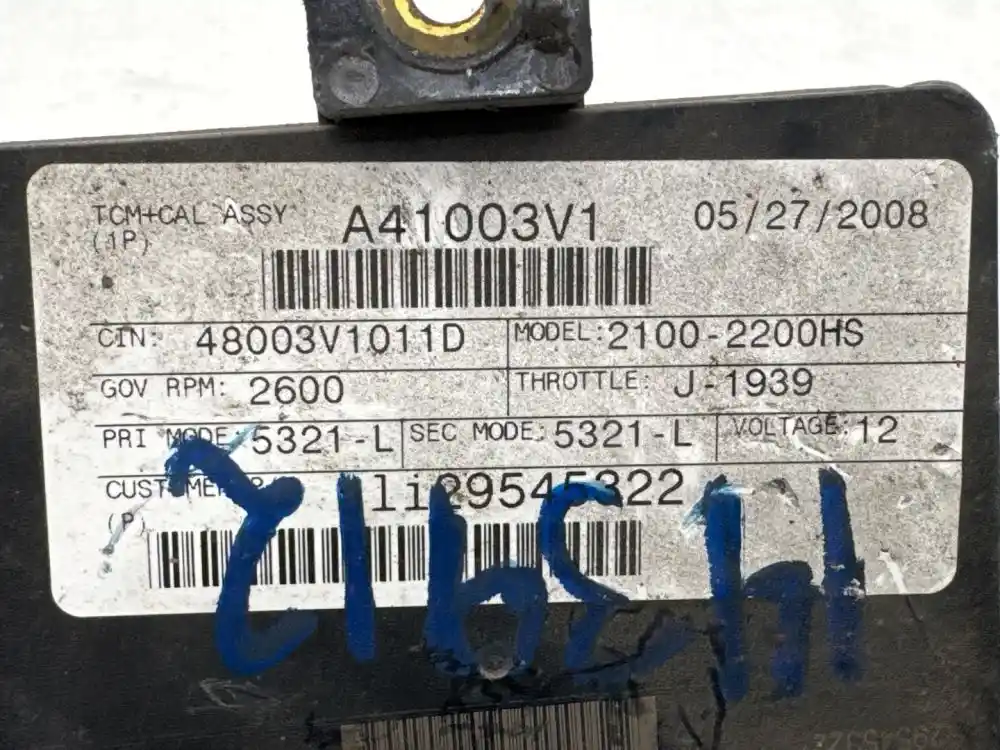 TCM+CAL ASSY A41003V1 05/27/2008
(1P)
CIN: 48003V1011D MODEL: 2100-2200HS
GOV RPM: 2600 THROTTLE: J-1939
PRI MODE: 5321-L SEC MODE: 5321-L VOLTAGE: 12
CUSTOMER 1li29545322
(P)